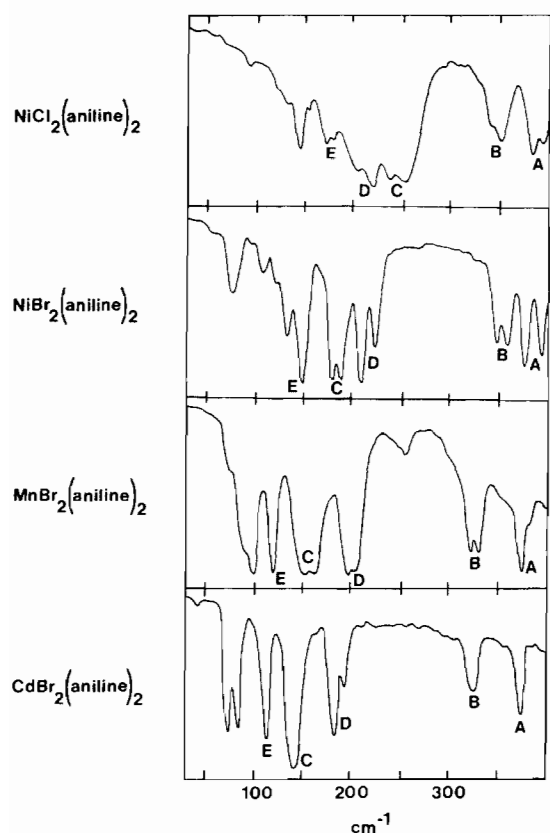 NiCl2(aniline)2
E
D
C
B
A
NiBr2(aniline)2
E
C
D
B
A
MnBr2(aniline)2
E
C
D
B
A
CdBr2(aniline)2
E
C
D
B
A
100 200 300
cm-1